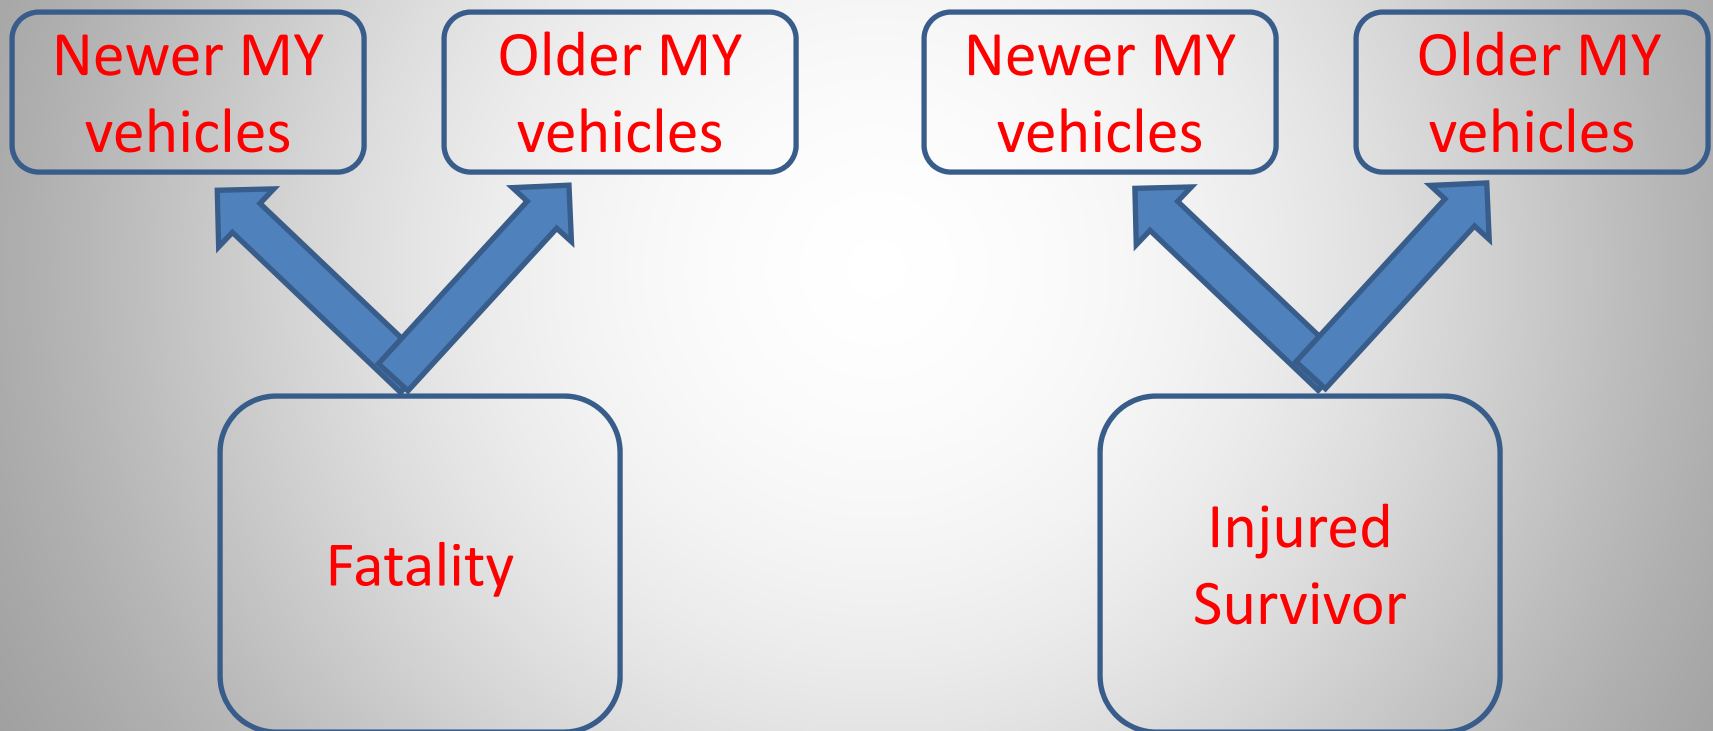 Newer MY
vehicles
Older MY
vehicles
Newer MY
vehicles
Older MY
vehicles
Fatality
Injured
Survivor